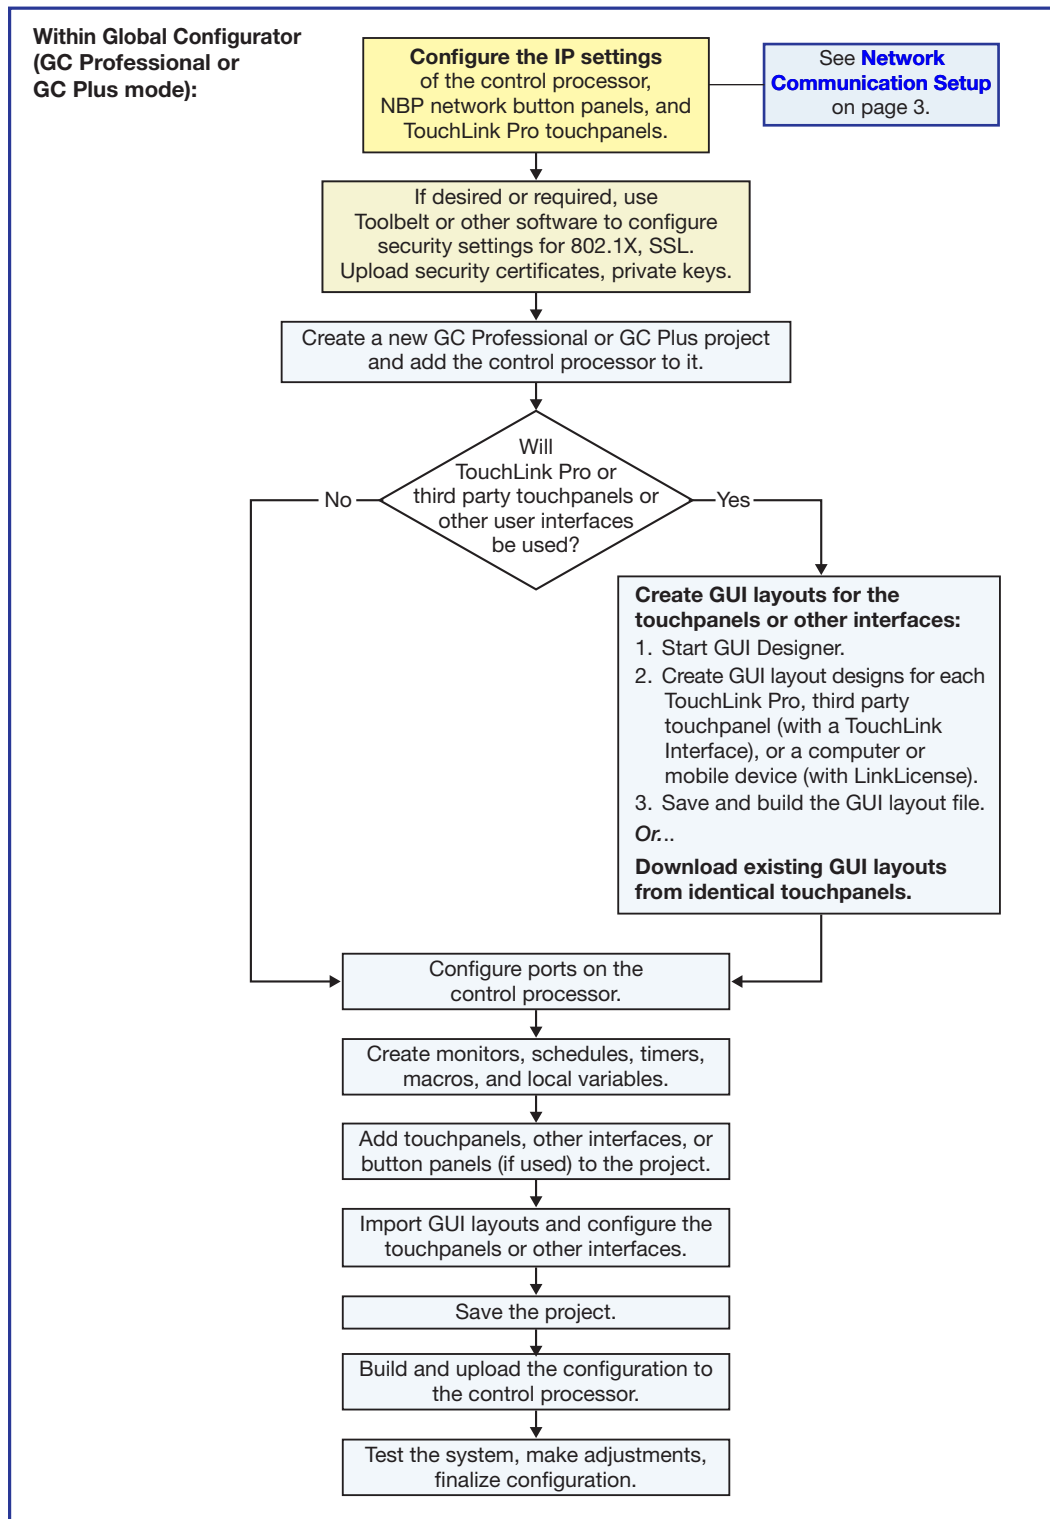 Within Global Configurator
(GC Professional or
GC Plus mode):
Configure the IP settings
of the control processor,
NBP network button panels, and
TouchLink Pro touchpanels.
See Network
Communication Setup
on page 3.
If desired or required, use
Toolbelt or other software to configure
security settings for 802.1X, SSL.
Upload security certificates, private keys.
Create a new GC Professional or GC Plus project
and add the control processor to it.
Will
TouchLink Pro or
third party touchpanels or
other user interfaces
be used?
No
Yes
Create GUI layouts for the
touchpanels or other interfaces:
1. Start GUI Designer.
2. Create GUI layout designs for each
TouchLink Pro, third party
touchpanel (with a TouchLink
Interface), or a computer or
mobile device (with LinkLicense).
3. Save and build the GUI layout file.
Or...
Download existing GUI layouts
from identical touchpanels.
Configure ports on the
control processor.
Create monitors, schedules, timers,
macros, and local variables.
Add touchpanels, other interfaces, or
button panels (if used) to the project.
Import GUI layouts and configure the
touchpanels or other interfaces.
Save the project.
Build and upload the configuration to
the control processor.
Test the system, make adjustments,
finalize configuration.